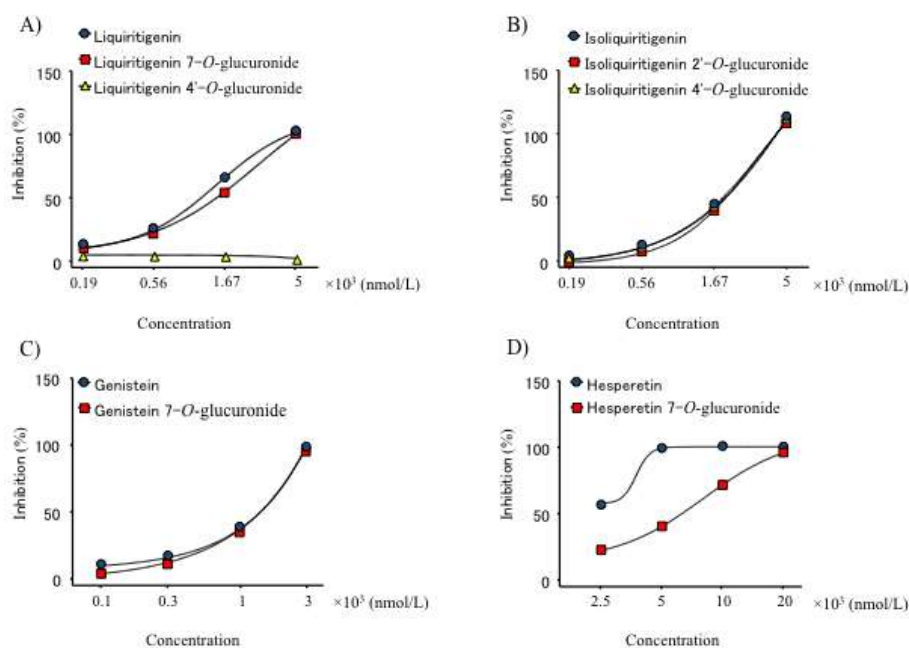 A)
Liquiritigenin
Liquiritigenin 7-O-glucuronide
Liquiritigenin 4'-O-glucuronide
150
100
50
0
Inhibition (%)
0.19 0.56 1.67 5 ×10³ (nmol/L)
Concentration
B)
Isoliquiritigenin
Isoliquiritigenin 2'-O-glucuronide
Isoliquiritigenin 4'-O-glucuronide
150
100
50
0
Inhibition (%)
0.19 0.56 1.67 5 ×10³ (nmol/L)
Concentration
C)
Genistein
Genistein 7-O-glucuronide
150
100
50
0
Inhibition (%)
0.1 0.3 1 3 ×10³ (nmol/L)
Concentration
D)
Hesperetin
Hesperetin 7-O-glucuronide
150
100
50
0
Inhibition (%)
2.5 5 10 20 ×10³ (nmol/L)
Concentration